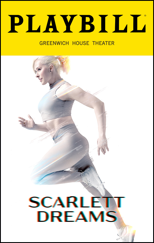 PLAYBILL
GREENWICH HOUSE THEATER
SCARLETT
DREAMS